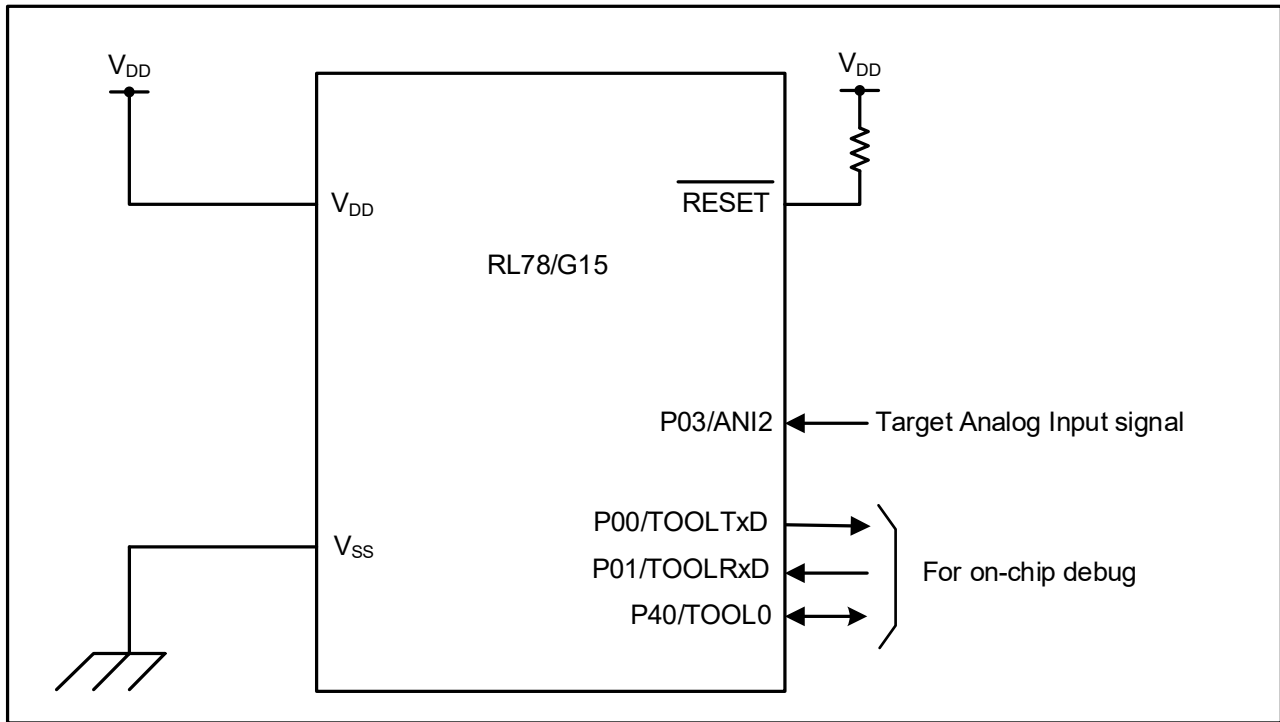 VDD
VDD
VDD
RESET
RL78/G15
P03/ANI2
Target Analog Input signal
P00/TOOLTxD
VSS
P01/TOOLRxD
For on-chip debug
P40/TOOL0